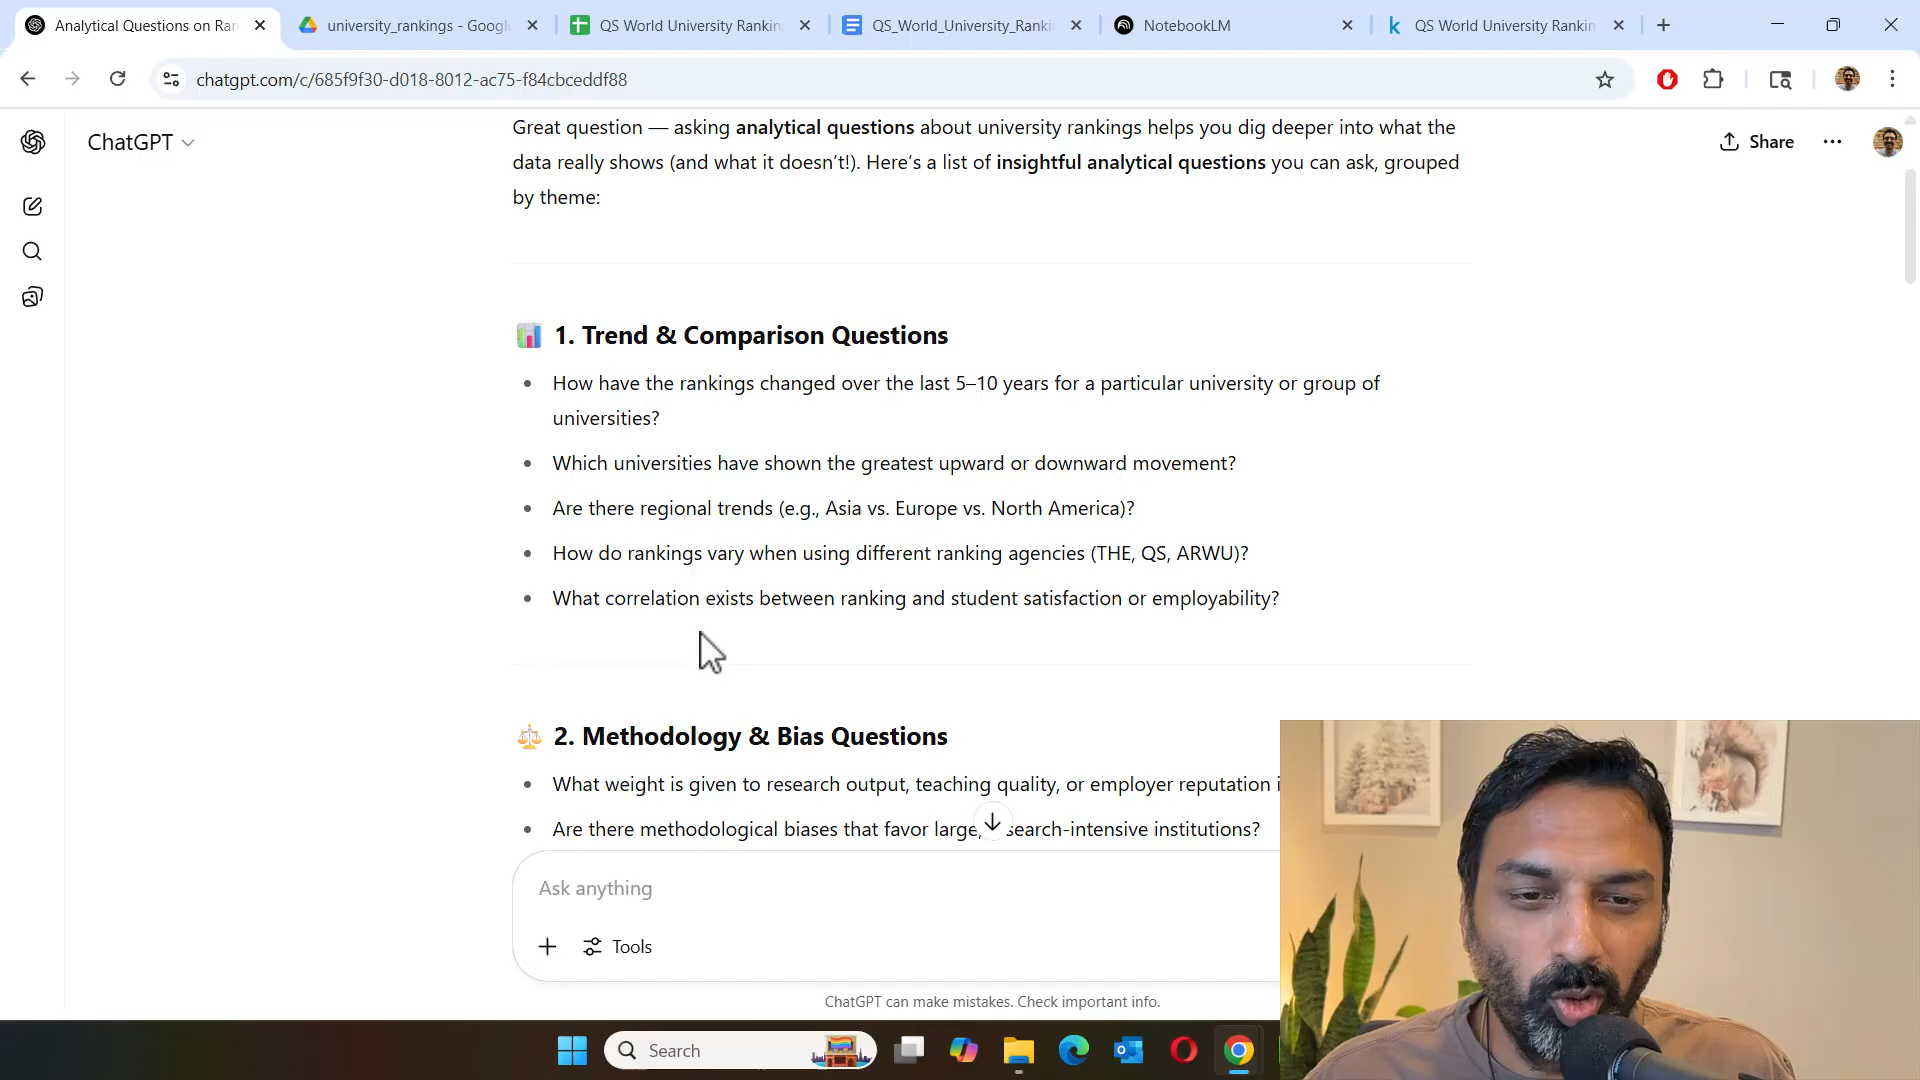 Analytical Questions on Ran
university_rankings - Google
QS World University Rankin
QS_World_University_Rankin
NotebookLM
QS World University Rankin
chatgpt.com/c/685f9f30-d018-8012-ac75-f84cbceddf88
ChatGPT
Share
Great question — asking analytical questions about university rankings helps you dig deeper into what the
data really shows (and what it doesn't!). Here's a list of insightful analytical questions you can ask, grouped
by theme:
1. Trend & Comparison Questions
How have the rankings changed over the last 5–10 years for a particular university or group of
universities?
Which universities have shown the greatest upward or downward movement?
Are there regional trends (e.g., Asia vs. Europe vs. North America)?
How do rankings vary when using different ranking agencies (THE, QS, ARWU)?
What correlation exists between ranking and student satisfaction or employability?
2. Methodology & Bias Questions
What weight is given to research output, teaching quality, or employer reputation i
Are there methodological biases that favor large, search-intensive institutions?
Ask anything
Tools
ChatGPT can make mistakes. Check important info.
Search